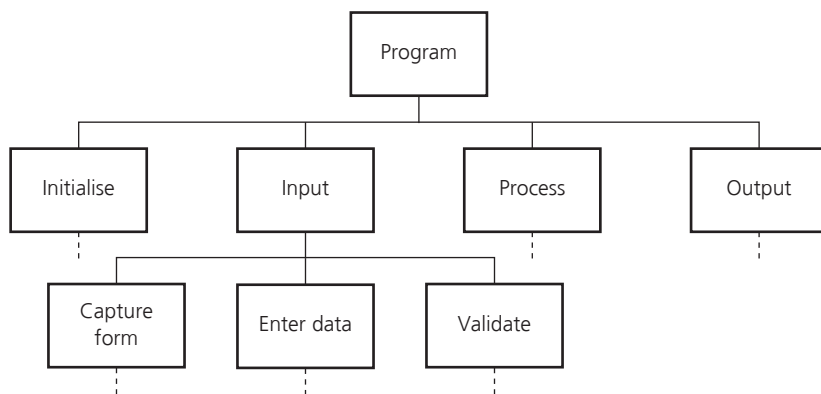 Program
Initialise
Input
Process
Output
Capture
form
Enter data
Validate